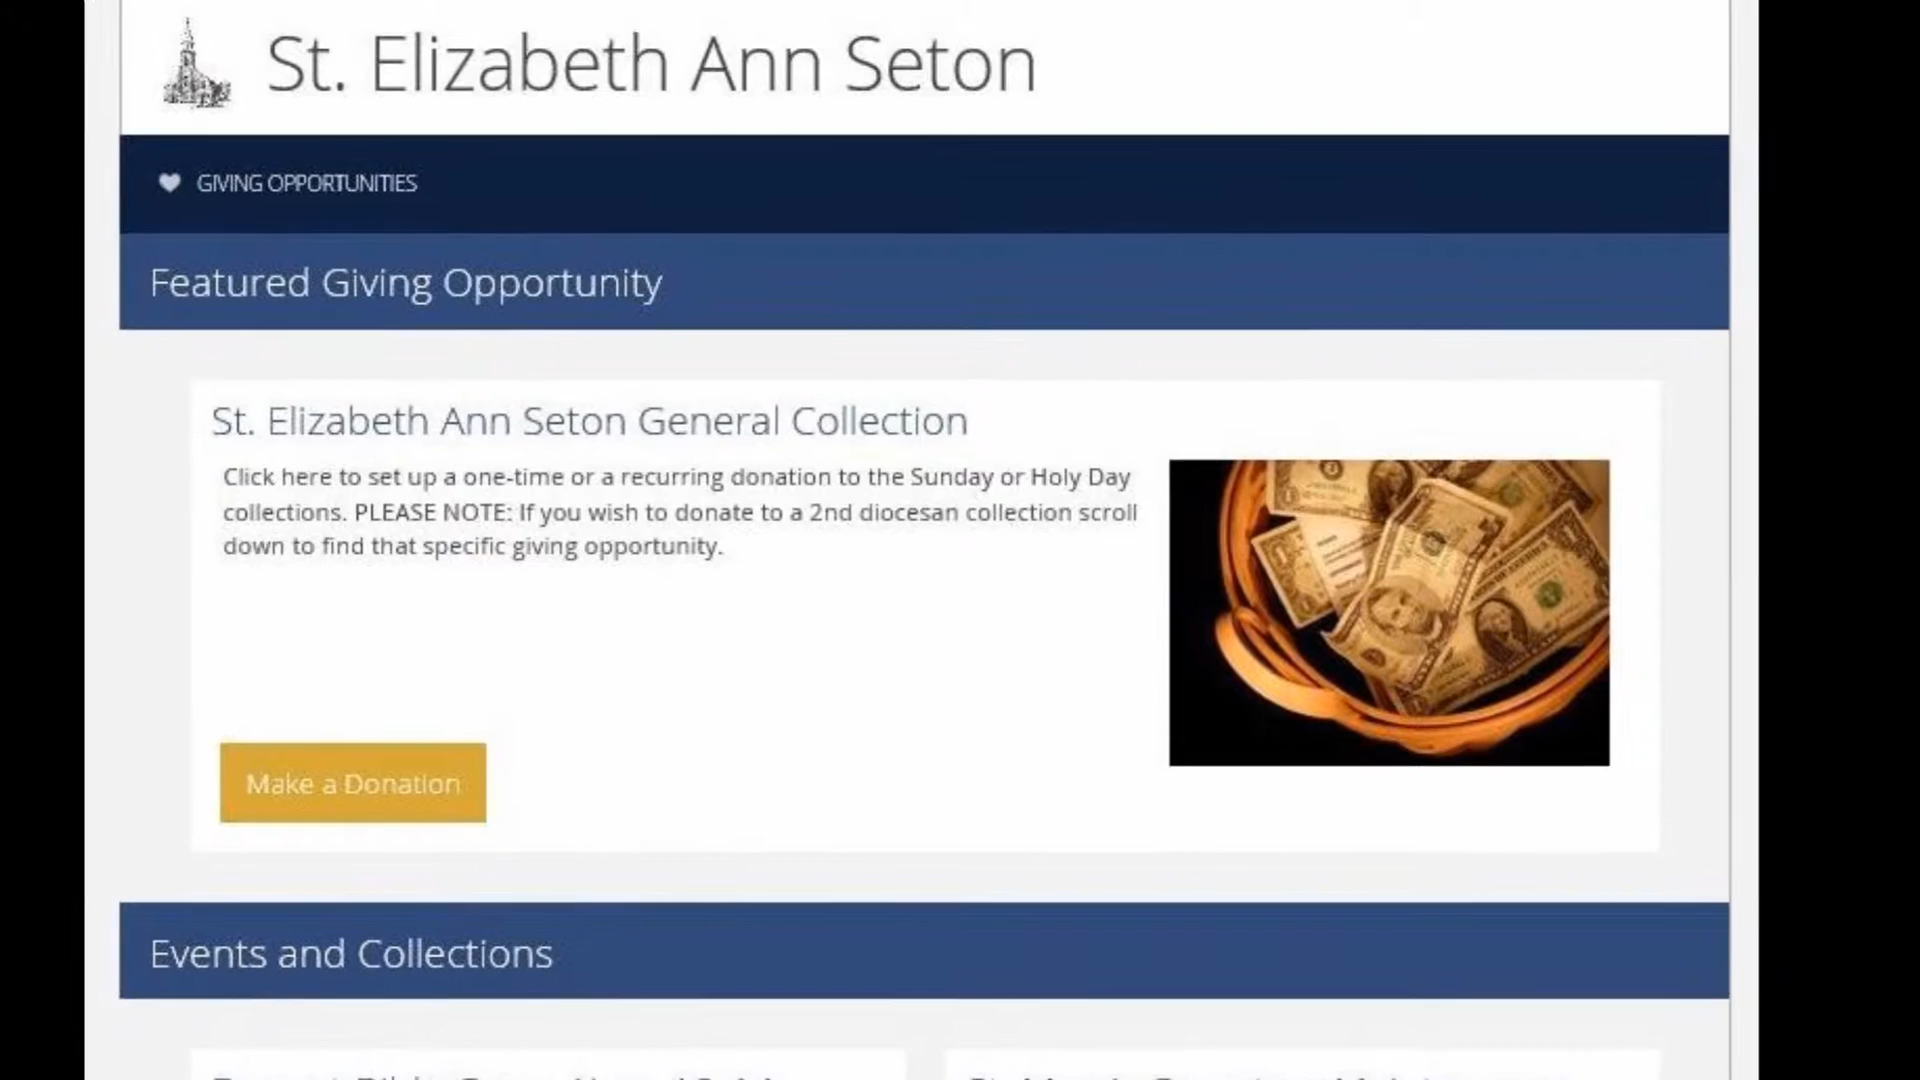 St. Elizabeth Ann Seton
GIVING OPPORTUNITIES
Featured Giving Opportunity
St. Elizabeth Ann Seton General Collection
Click here to set up a one-time or a recurring donation to the Sunday or Holy Day
collections. PLEASE NOTE: If you wish to donate to a 2nd diocesan collection scroll
down to find that specific giving opportunity.
Make a Donation
Events and Collections